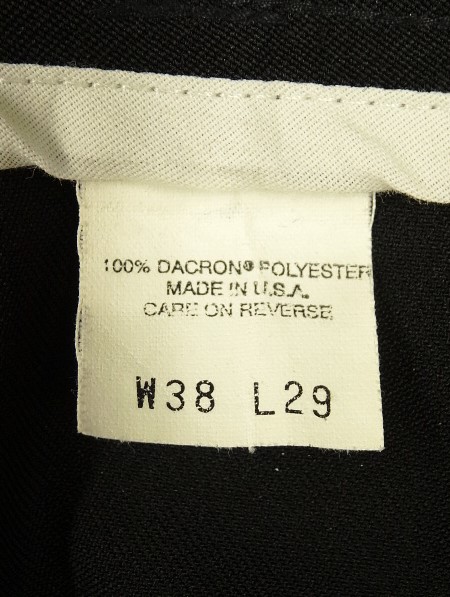 100% DACRON® POLYESTER
MADE IN U.S.A.
CARE ON REVERSE
W38 L29